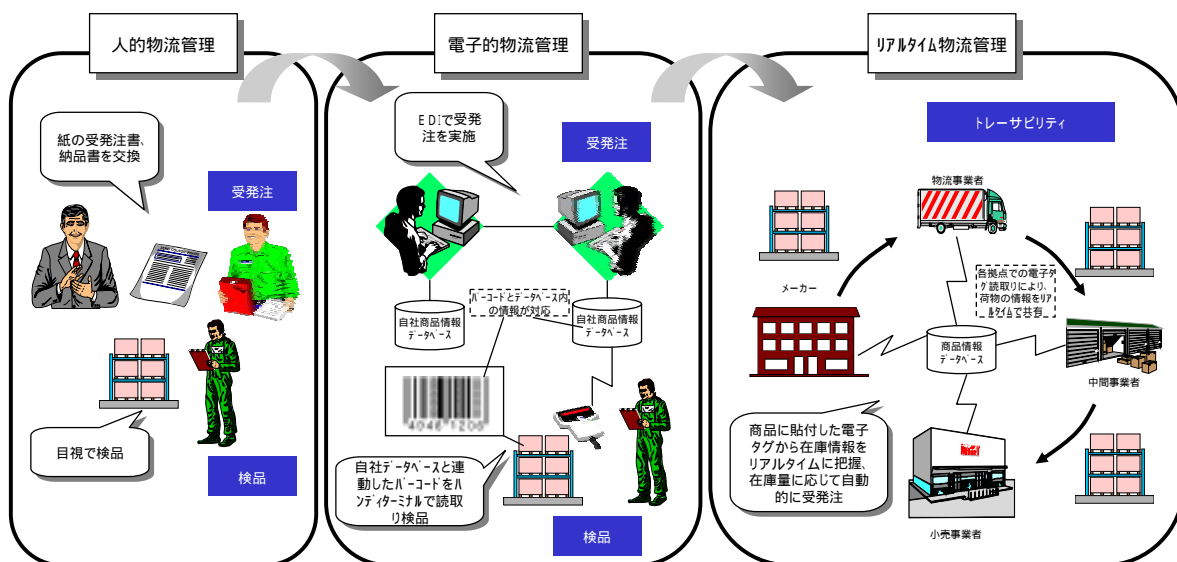 人的物流管理
紙の受発注書、
納品書を交換
受発注
目視で検品
検品
電子的物流管理
EDIで受発
注を実施
受発注
バーコードとデータベース内
の情報が対応
自社商品情報
データベース
自社商品情報
データベース
4046 1206
自社データベースと連
動したバーコードをハ
ンディターミナルで読取
り検品
検品
リアルタイム物流管理
トレーサビリティ
物流事業者
各拠点での電子タ
グ読取りにより、
荷物の情報をリア
ルタイムで共有
メーカー
商品情報
データベース
中間事業者
商品に貼付した電子
タグから在庫情報を
リアルタイムに把握、
在庫量に応じて自動
的に受発注
小売事業者